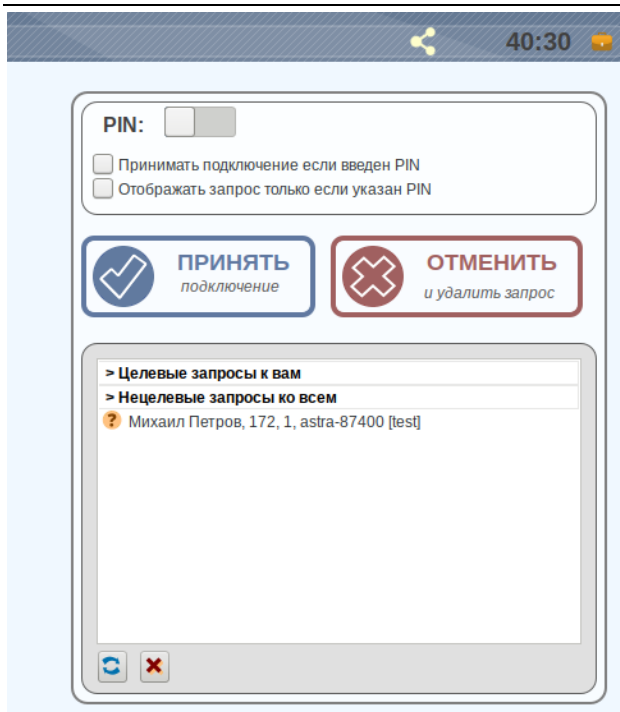 40:30
PIN:
Принимать подключение если введен PIN
Отображать запрос только если указан PIN
ПРИНЯТЬ
подключение
ОТМЕНИТЬ
и удалить запрос
> Целевые запросы к вам
> Нецелевые запросы ко всем
? Михаил Петров, 172, 1, astra-87400 [test]